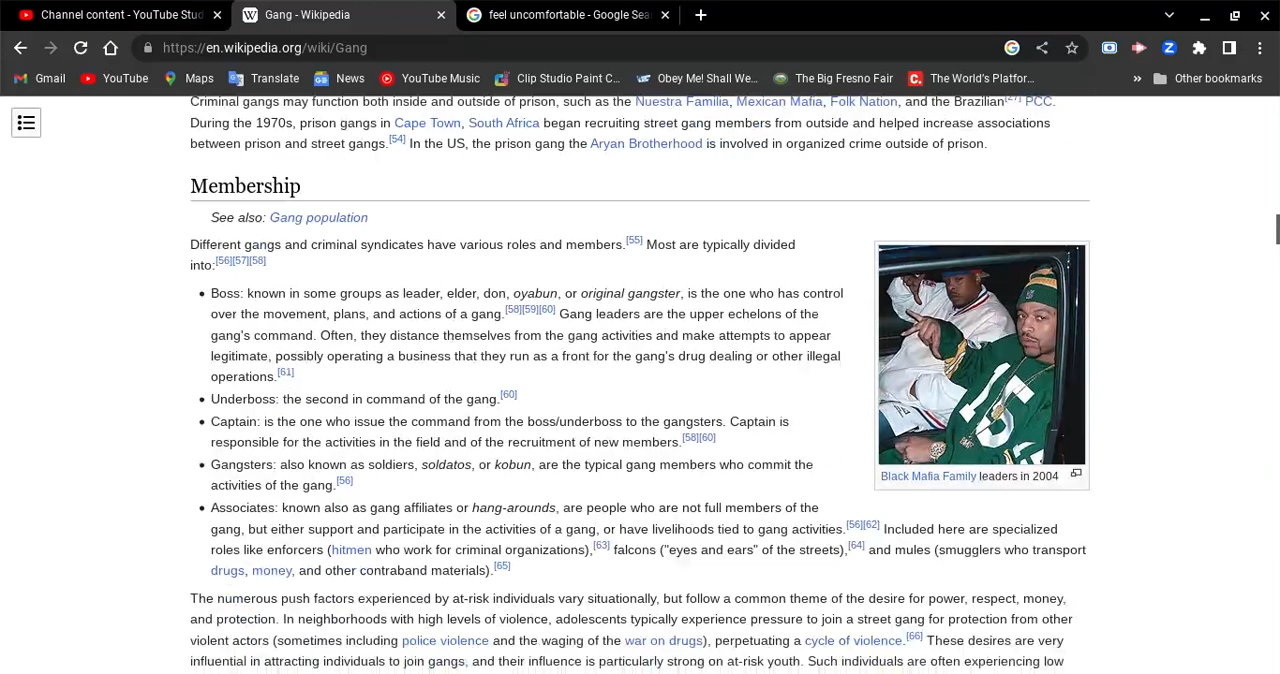 Channel content - YouTube Stud
Gang - Wikipedia
feel uncomfortable - Google Sea
https://en.wikipedia.org/wiki/Gang
Gmail
YouTube
Maps
Translate
News
YouTube Music
Clip Studio Paint C...
Obey Me! Shall We...
The Big Fresno Fair
The World's Platfor...
Other bookmarks
Criminal gangs may function both inside and outside of prison, such as the Nuestra Familia, Mexican Mafia, Folk Nation, and the Brazilian[27] PCC.
During the 1970s, prison gangs in Cape Town, South Africa began recruiting street gang members from outside and helped increase associations
between prison and street gangs.[54] In the US, the prison gang the Aryan Brotherhood is involved in organized crime outside of prison.
Membership
See also: Gang population
Different gangs and criminal syndicates have various roles and members.[55] Most are typically divided
into:[56][57][58]
• Boss: known in some groups as leader, elder, don, oyabun, or original gangster, is the one who has control
over the movement, plans, and actions of a gang.[58][59][60] Gang leaders are the upper echelons of the
gang's command. Often, they distance themselves from the gang activities and make attempts to appear
legitimate, possibly operating a business that they run as a front for the gang's drug dealing or other illegal
operations.[61]
• Underboss: the second in command of the gang.[60]
• Captain: is the one who issue the command from the boss/underboss to the gangsters. Captain is
responsible for the activities in the field and of the recruitment of new members.[58][60]
• Gangsters: also known as soldiers, soldatos, or kobun, are the typical gang members who commit the
activities of the gang.[56]
• Associates: known also as gang affiliates or hang-arounds, are people who are not full members of the
gang, but either support and participate in the activities of a gang, or have livelihoods tied to gang activities.[56][62] Included here are specialized
roles like enforcers (hitmen who work for criminal organizations),[63] falcons ("eyes and ears" of the streets),[64] and mules (smugglers who transport
drugs, money, and other contraband materials).[65]
Black Mafia Family leaders in 2004
The numerous push factors experienced by at-risk individuals vary situationally, but follow a common theme of the desire for power, respect, money,
and protection. In neighborhoods with high levels of violence, adolescents typically experience pressure to join a street gang for protection from other
violent actors (sometimes including police violence and the waging of the war on drugs), perpetuating a cycle of violence.[66] These desires are very
influential in attracting individuals to join gangs, and their influence is particularly strong on at-risk youth. Such individuals are often experiencing low